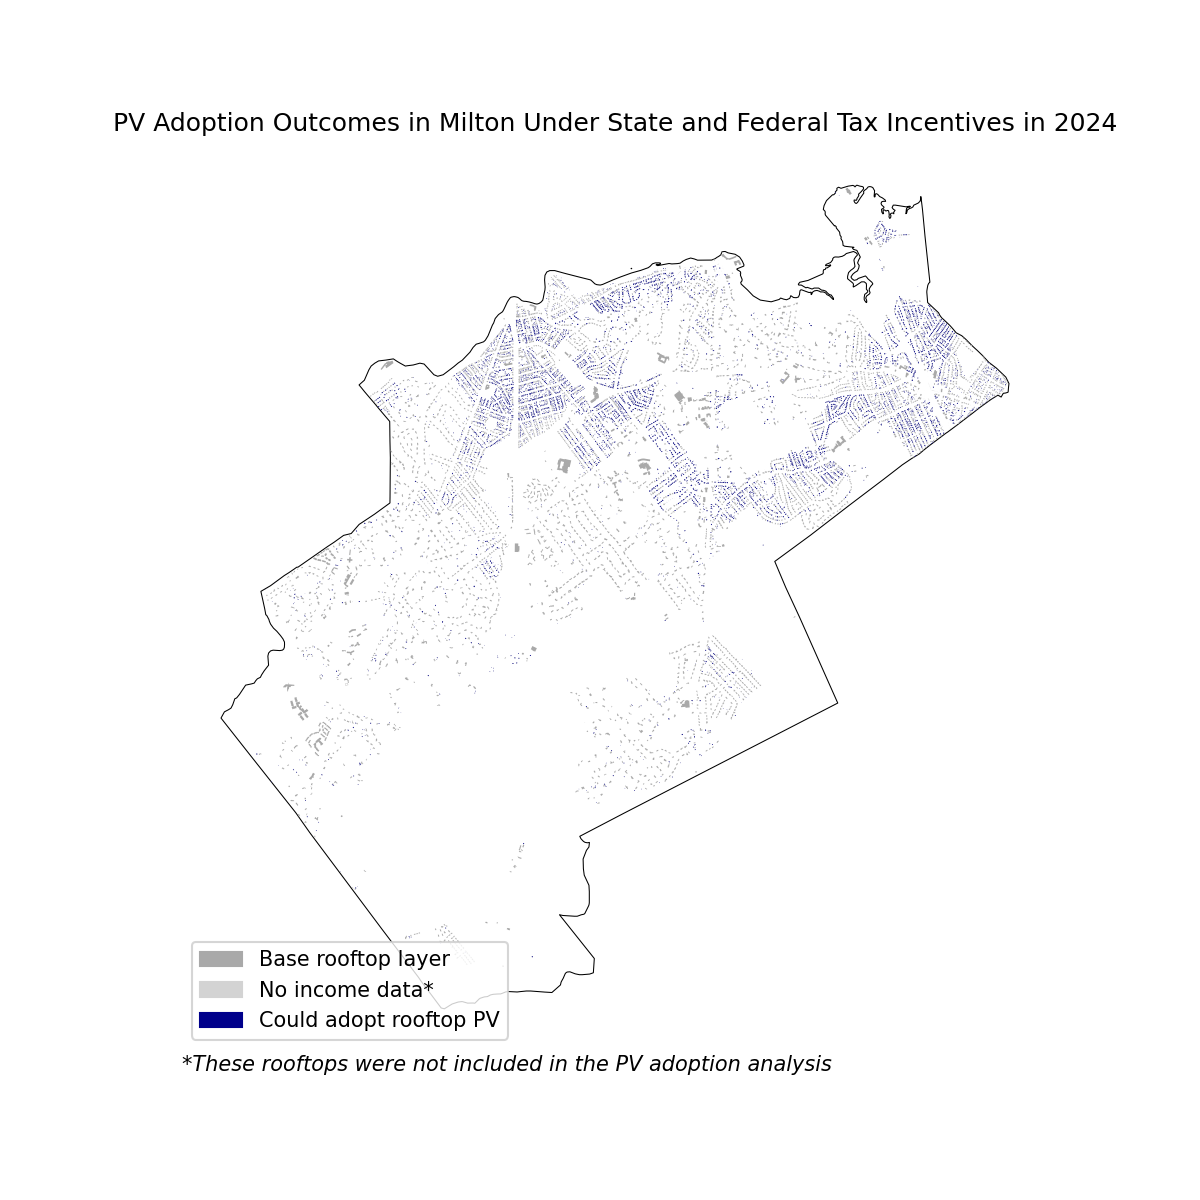 PV Adoption Outcomes in Milton Under State and Federal Tax Incentives in 2024
Base rooftop layer
No income data*
Could adopt rooftop PV
*These rooftops were not included in the PV adoption analysis